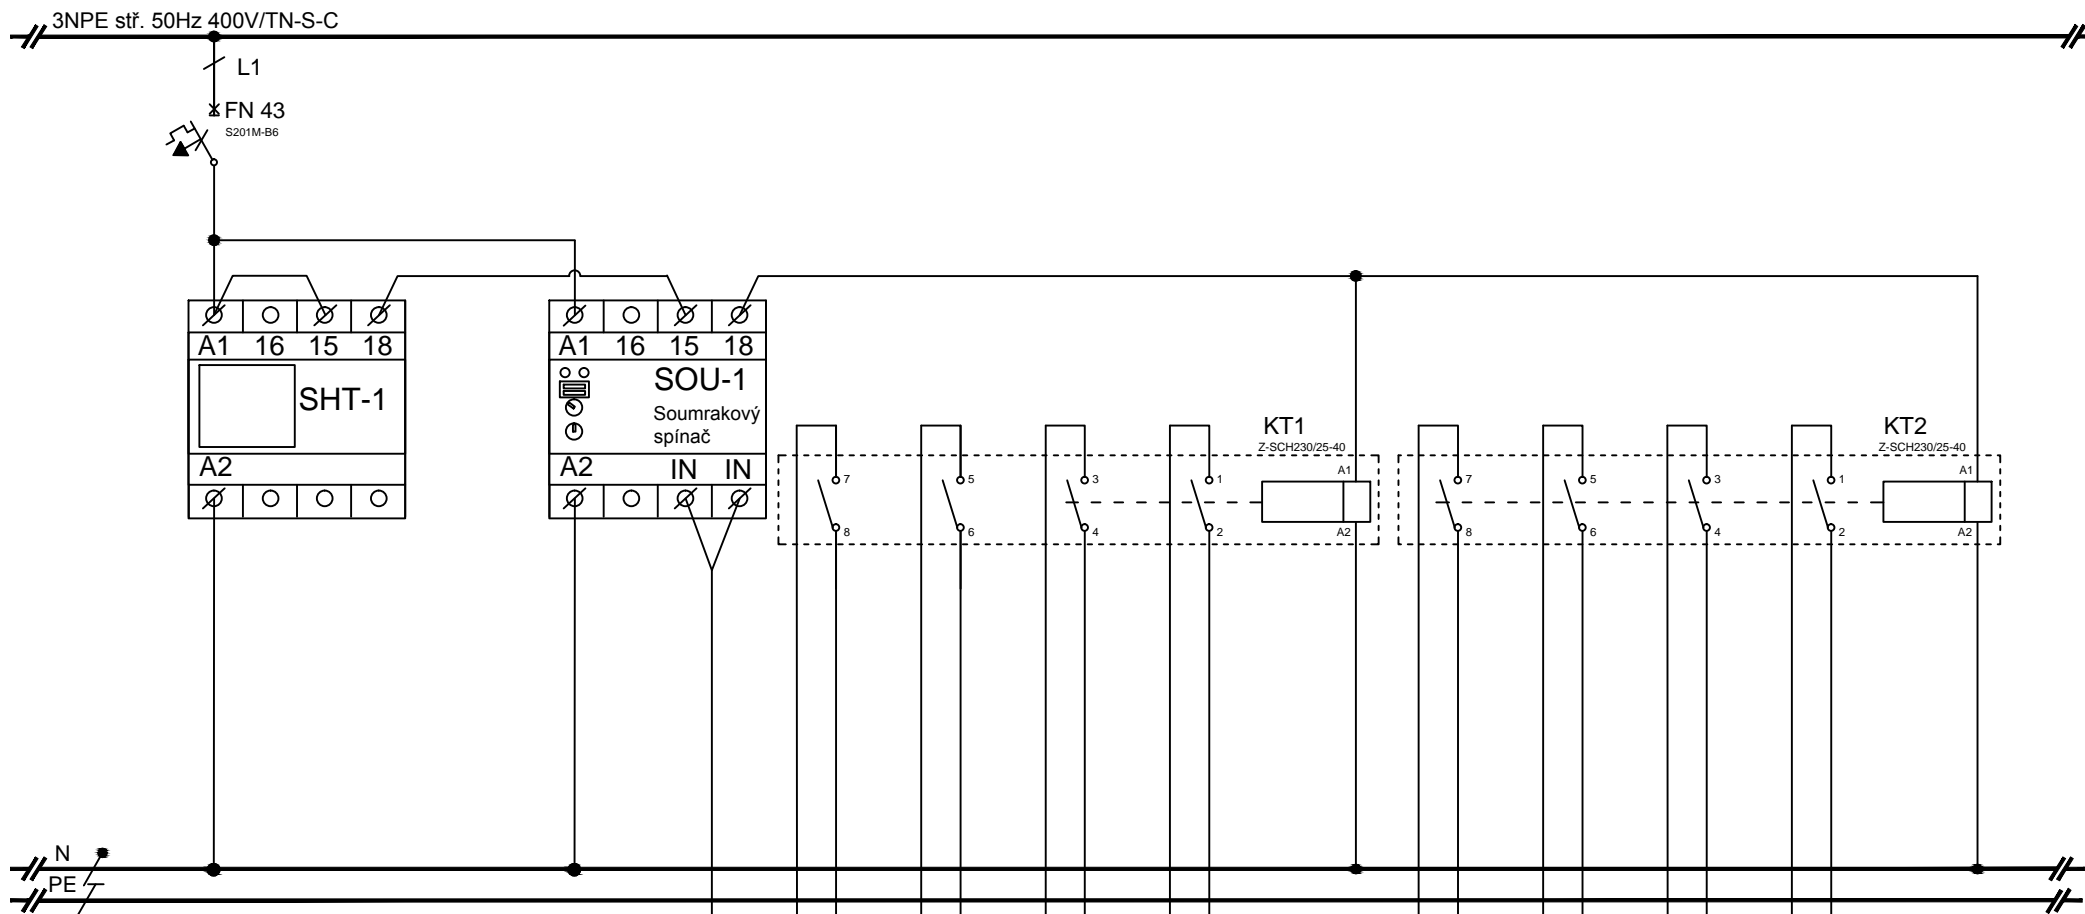 3NPE stř. 50Hz 400V/TN-S-C
L1
FN 43
S201M-B6
A1 16 15 18
SHT-1
A2
A1 16 15 18
SOU-1
Soumrakový
spínač
A2 IN IN
KT1
Z-SCH230/25-40
A1
7 5 3 1
8 6 4 2
A2
KT2
Z-SCH230/25-40
A1
7 5 3 1
8 6 4 2
A2
N
PE